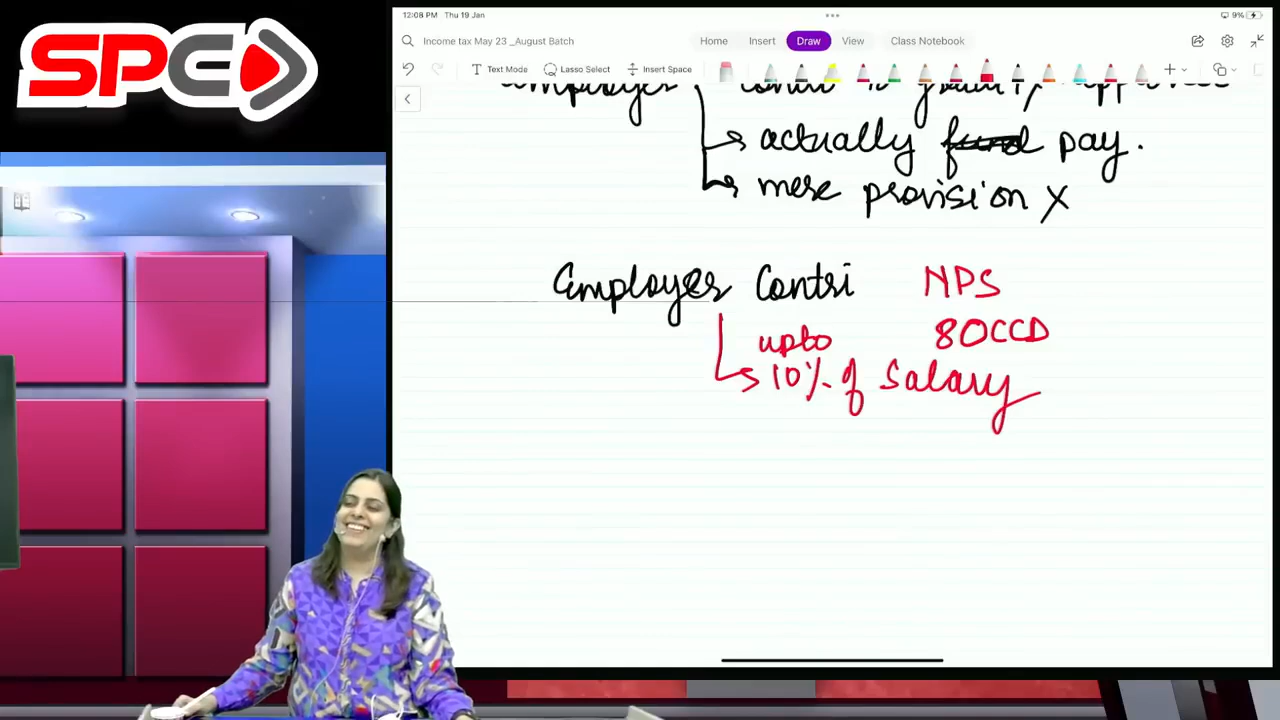 SPE
12:08 PM Thu 19 Jan
9%
Income tax May 23 _August Batch
Home Insert Draw View Class Notebook
Text Mode Lasso Select Insert Space
Employer
actually fund pay.
mere provision X
Employer Contri NPS
upto 80CCD
10% of Salary